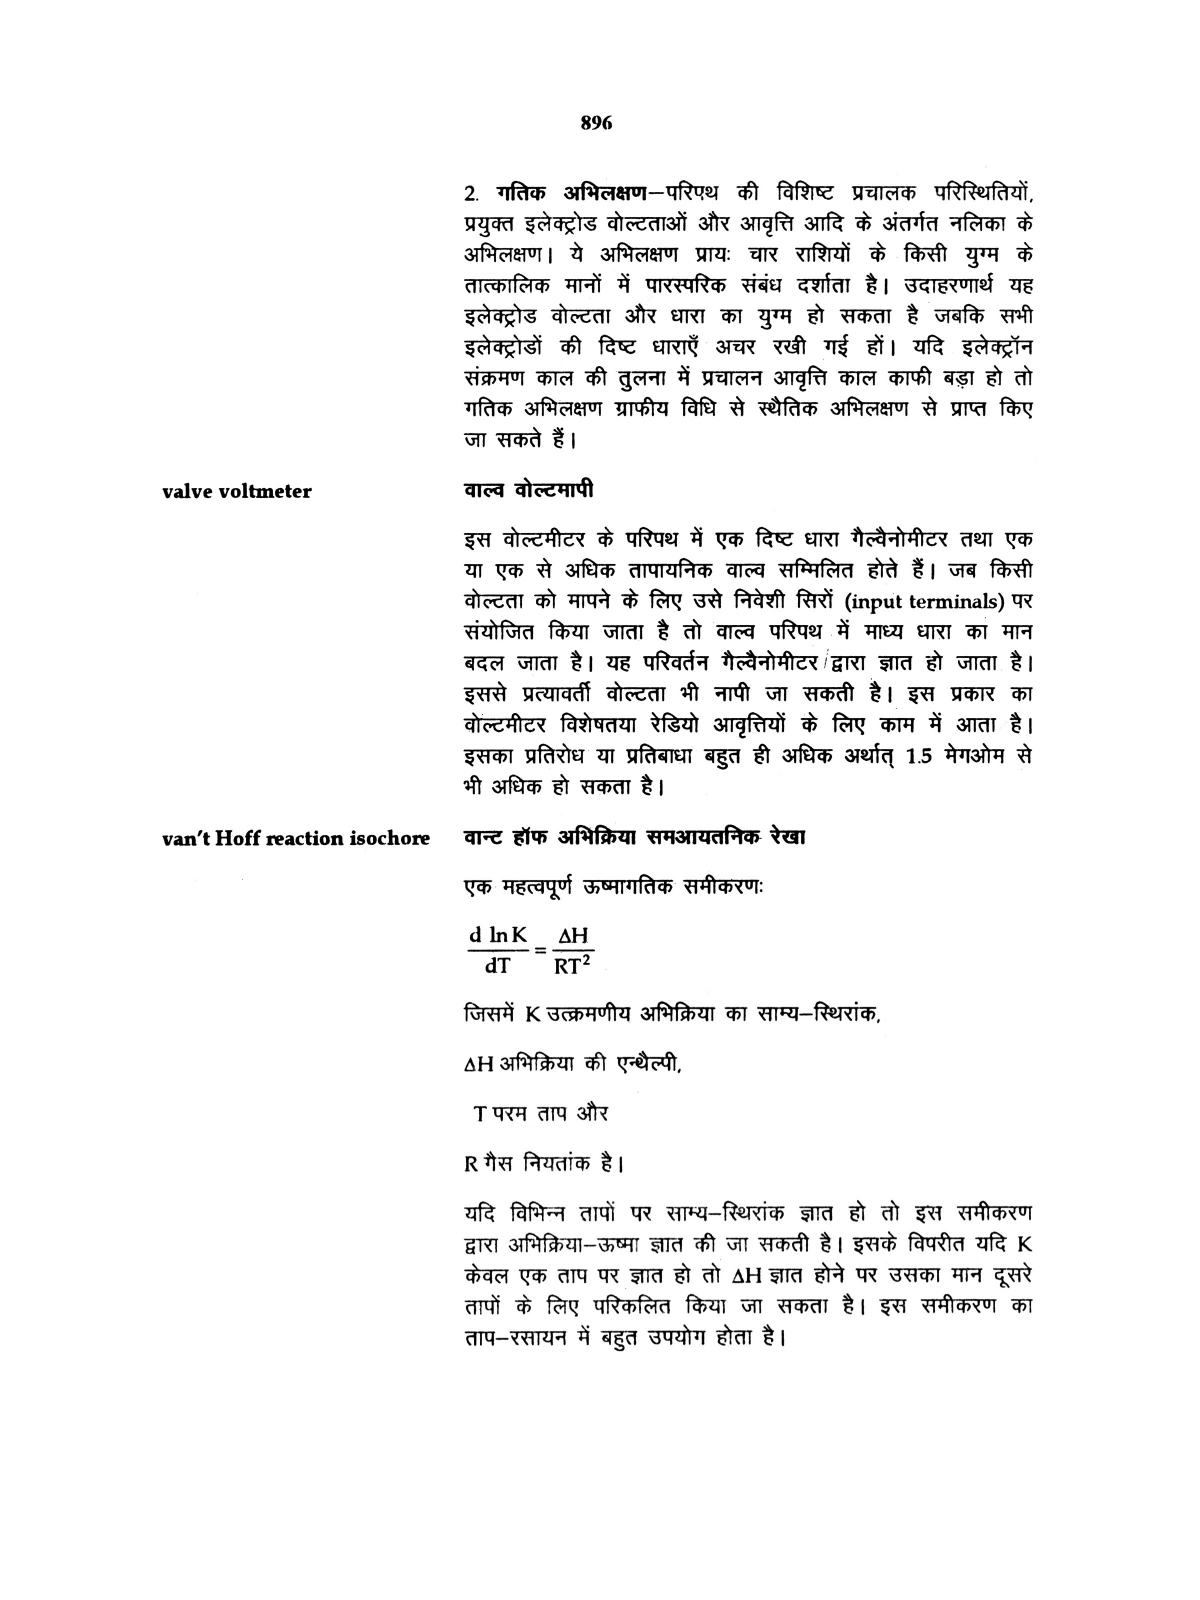 896
2. गतिक अभिलक्षण–परिपथ की विशिष्ट प्रचालक परिस्थितियों,
प्रयुक्त इलेक्ट्रोड वोल्टताओं और आवृत्ति आदि के अंतर्गत नलिका के
अभिलक्षण। ये अभिलक्षण प्रायः चार राशियों के किसी युग्म के
तात्कालिक मानों में पारस्परिक संबंध दर्शाता है। उदाहरणार्थ यह
इलेक्ट्रोड वोल्टता और धारा का युग्म हो सकता है जबकि सभी
इलेक्ट्रोडों की दिष्ट धाराएँ अचर रखी गई हों। यदि इलेक्ट्रॉन
संक्रमण काल की तुलना में प्रचालन आवृत्ति काल काफी बड़ा हो तो
गतिक अभिलक्षण ग्राफीय विधि से स्थैतिक अभिलक्षण से प्राप्त किए
जा सकते हैं।
valve voltmeter वाल्व वोल्टमापी
इस वोल्टमीटर के परिपथ में एक दिष्ट धारा गैल्वैनोमीटर तथा एक
या एक से अधिक तापायनिक वाल्व सम्मिलित होते हैं। जब किसी
वोल्टता को मापने के लिए उसे निवेशी सिरों (input terminals) पर
संयोजित किया जाता है तो वाल्व परिपथ में माध्य धारा का मान
बदल जाता है। यह परिवर्तन गैल्वैनोमीटर द्वारा ज्ञात हो जाता है।
इससे प्रत्यावर्ती वोल्टता भी नापी जा सकती है। इस प्रकार का
वोल्टमीटर विशेषतया रेडियो आवृत्तियों के लिए काम में आता है।
इसका प्रतिरोध या प्रतिबाधा बहुत ही अधिक अर्थात् 1.5 मेगओम से
भी अधिक हो सकता है।
van't Hoff reaction isochore वान्ट हॉफ अभिक्रिया समआयतनिक रेखा
एक महत्वपूर्ण ऊष्मागतिक समीकरणः
d ln K / dT = ΔH / RT²
जिसमें K उत्क्रमणीय अभिक्रिया का साम्य–स्थिरांक,
ΔH अभिक्रिया की एन्थैल्पी,
T परम ताप और
R गैस नियतांक है।
यदि विभिन्न तापों पर साम्य–स्थिरांक ज्ञात हो तो इस समीकरण
द्वारा अभिक्रिया–ऊष्मा ज्ञात की जा सकती है। इसके विपरीत यदि K
केवल एक ताप पर ज्ञात हो तो ΔH ज्ञात होने पर उसका मान दूसरे
तापों के लिए परिकलित किया जा सकता है। इस समीकरण का
ताप–रसायन में बहुत उपयोग होता है।